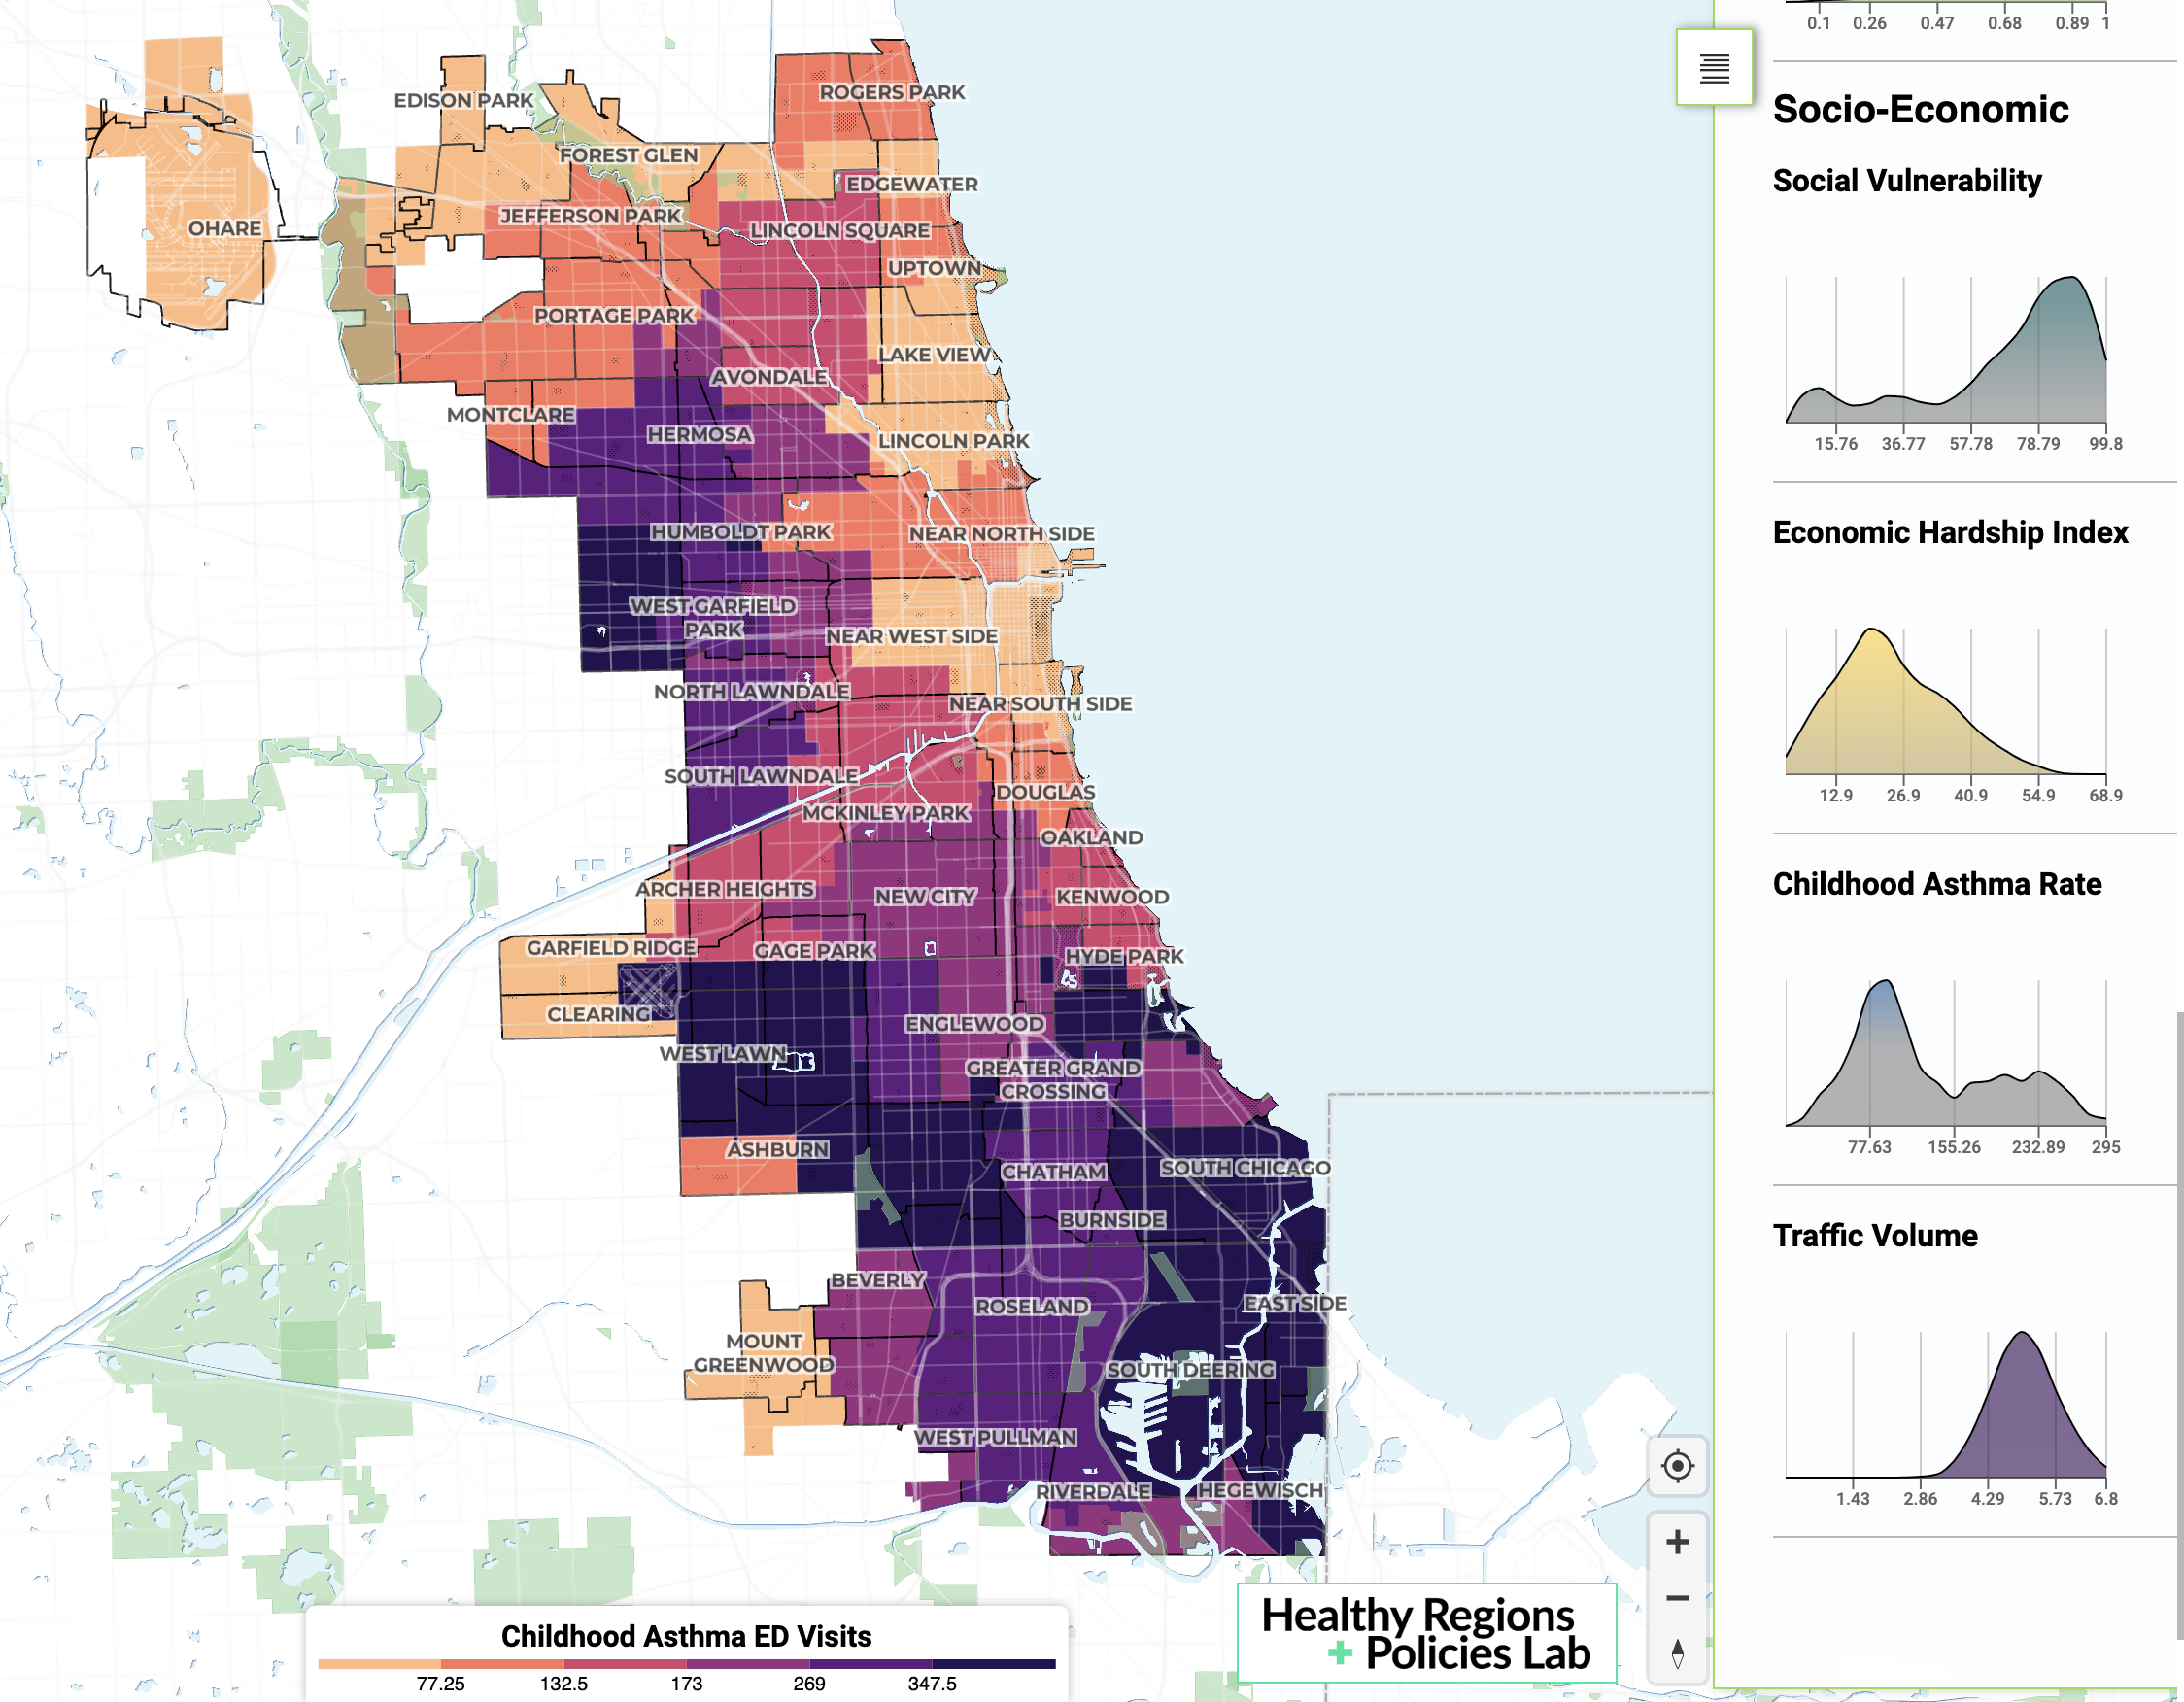 EDISON PARK
ROGERS PARK
FOREST GLEN
EDGEWATER
JEFFERSON PARK
OHARE
LINCOLN SQUARE
UPTOWN
PORTAGE PARK
LAKE VIEW
AVONDALE
MONTCLARE
HERMOSA
LINCOLN PARK
HUMBOLDT PARK
NEAR NORTH SIDE
WEST GARFIELD
PARK
NEAR WEST SIDE
NORTH LAWNDALE
NEAR SOUTH SIDE
SOUTH LAWNDALE
DOUGLAS
MCKINLEY PARK
OAKLAND
ARCHER HEIGHTS
NEW CITY
KENWOOD
GARFIELD RIDGE
GAGE PARK
HYDE PARK
CLEARING
ENGLEWOOD
WEST LAWN
GREATER GRAND
CROSSING
ASHBURN
CHATHAM
SOUTH CHICAGO
BURNSIDE
BEVERLY
ROSELAND
EAST SIDE
MOUNT
GREENWOOD
SOUTH DEERING
WEST PULLMAN
RIVERDALE
HEGEWISCH
Childhood Asthma ED Visits
77.25 132.5 173 269 347.5
Healthy Regions
+ Policies Lab
+
−
0.1 0.26 0.47 0.68 0.89 1
Socio-Economic
Social Vulnerability
15.76 36.77 57.78 78.79 99.8
Economic Hardship Index
12.9 26.9 40.9 54.9 68.9
Childhood Asthma Rate
77.63 155.26 232.89 295
Traffic Volume
1.43 2.86 4.29 5.73 6.8